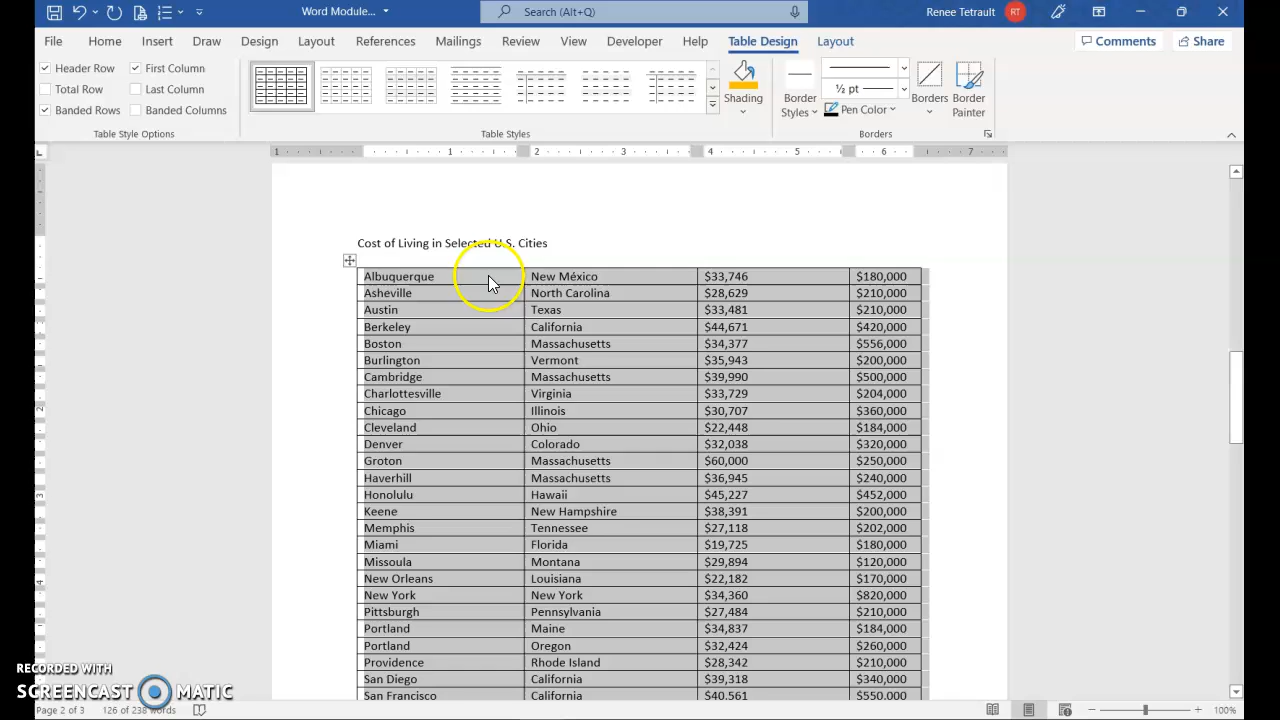 Word Module...
Search (Alt+Q)
Renee Tetrault
RT
File Home Insert Draw Design Layout References Mailings Review View Developer Help Table Design Layout Comments Share
Header Row First Column
Total Row Last Column
Banded Rows Banded Columns
Table Style Options
Table Styles
Shading
Border Styles
½ pt
Pen Color
Borders
Border Painter
Borders
1 1 2 3 4 5 6 7
Cost of Living in Selected U.S. Cities
Albuquerque New México $33,746 $180,000
Asheville North Carolina $28,629 $210,000
Austin Texas $33,481 $210,000
Berkeley California $44,671 $420,000
Boston Massachusetts $34,377 $556,000
Burlington Vermont $35,943 $200,000
Cambridge Massachusetts $39,990 $500,000
Charlottesville Virginia $33,729 $204,000
Chicago Illinois $30,707 $360,000
Cleveland Ohio $22,448 $184,000
Denver Colorado $32,038 $320,000
Groton Massachusetts $60,000 $250,000
Haverhill Massachusetts $36,945 $240,000
Honolulu Hawaii $45,227 $452,000
Keene New Hampshire $38,391 $200,000
Memphis Tennessee $27,118 $202,000
Miami Florida $19,725 $180,000
Missoula Montana $29,894 $120,000
New Orleans Louisiana $22,182 $170,000
New York New York $34,360 $820,000
Pittsburgh Pennsylvania $27,484 $210,000
Portland Maine $34,837 $184,000
Portland Oregon $32,424 $260,000
Providence Rhode Island $28,342 $210,000
San Diego California $39,318 $340,000
San Francisco California $40,561 $550,000
RECORDED WITH
SCREENCAST MATIC
Page 2 of 3 126 of 238 words
100%